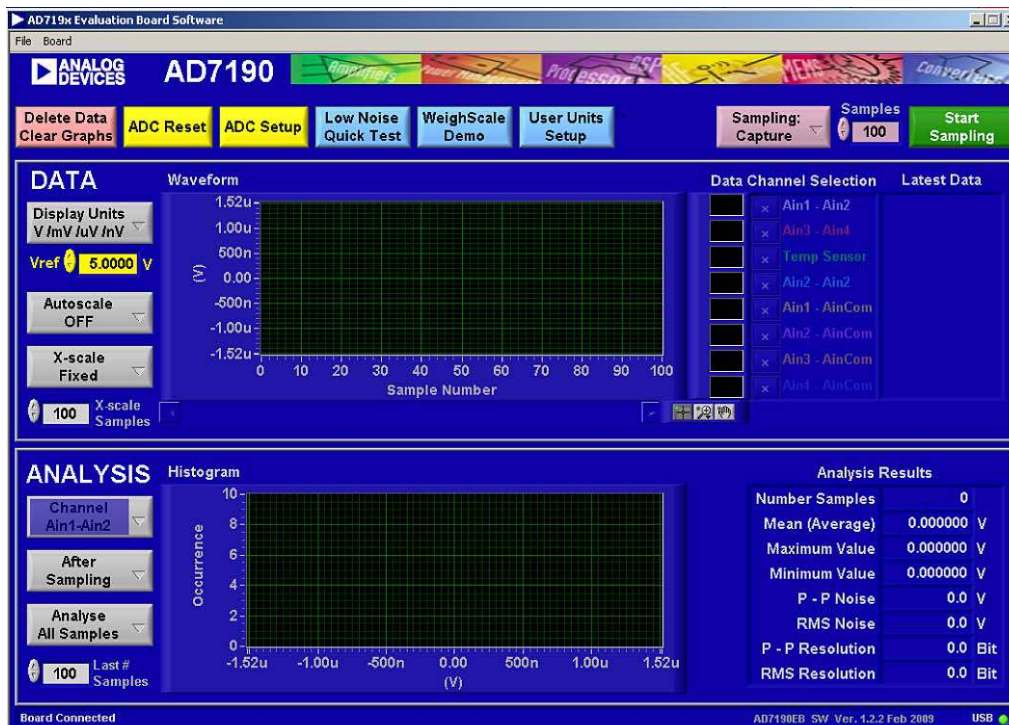 AD719x Evaluation Board Software
File Board
ANALOG
DEVICES
AD7190
Amplifiers
Power Management
Processors
DSP
MEMS
Converters
Delete Data
Clear Graphs
ADC Reset
ADC Setup
Low Noise
Quick Test
WeighScale
Demo
User Units
Setup
Sampling:
Capture
Samples
100
Start
Sampling
DATA
Display Units
V /mV /uV /nV
Vref 5.0000 V
Autoscale
OFF
X-scale
Fixed
100 X-scale
Samples
Waveform
1.52u
1.00u
500n
0.00
-500n
-1.00u
-1.52u
(V)
0 10 20 30 40 50 60 70 80 90 100
Sample Number
Data Channel Selection
Latest Data
Ain1 - Ain2
Ain3 - Ain4
Temp Sensor
Ain2 - Ain2
Ain1 - AinCom
Ain2 - AinCom
Ain3 - AinCom
Ain4 - AinCom
ANALYSIS
Channel
Ain1-Ain2
After
Sampling
Analyse
All Samples
100 Last #
Samples
Histogram
10
8
6
4
2
0
Occurrence
-1.52u -1.00u -500n 0.00 500n 1.00u 1.52u
(V)
Analysis Results
Number Samples 0
Mean (Average) 0.000000 V
Maximum Value 0.000000 V
Minimum Value 0.000000 V
P - P Noise 0.0 V
RMS Noise 0.0 V
P - P Resolution 0.0 Bit
RMS Resolution 0.0 Bit
Board Connected
AD7190EB SW Ver. 1.2.2 Feb 2009
USB